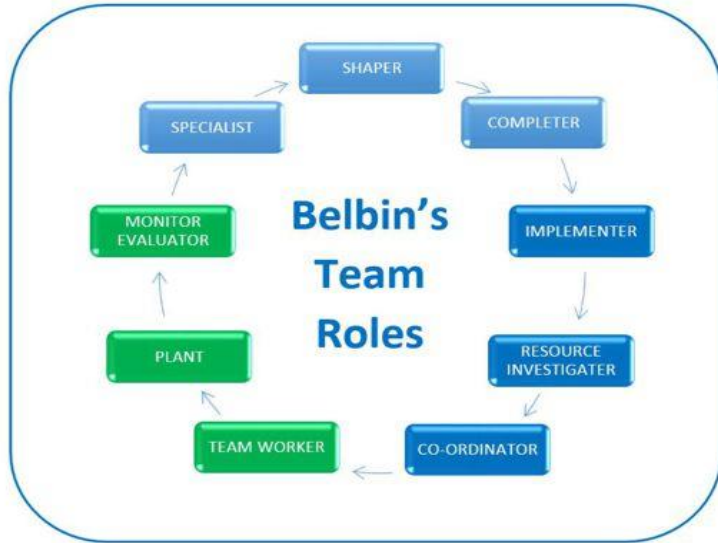 SHAPER
COMPLETER
IMPLEMENTER
RESOURCE
INVESTIGATER
CO-ORDINATOR
TEAM WORKER
PLANT
MONITOR
EVALUATOR
SPECIALIST
Belbin's
Team
Roles